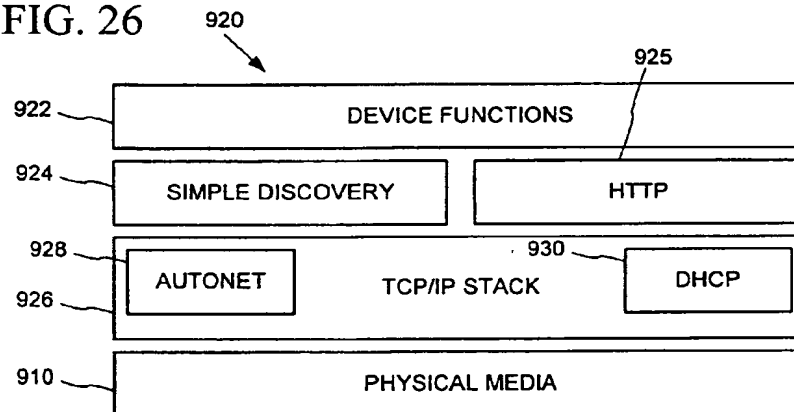 FIG. 26
920
925
922
DEVICE FUNCTIONS
924
SIMPLE DISCOVERY
HTTP
928
AUTONET
TCP/IP STACK
930
DHCP
926
910
PHYSICAL MEDIA